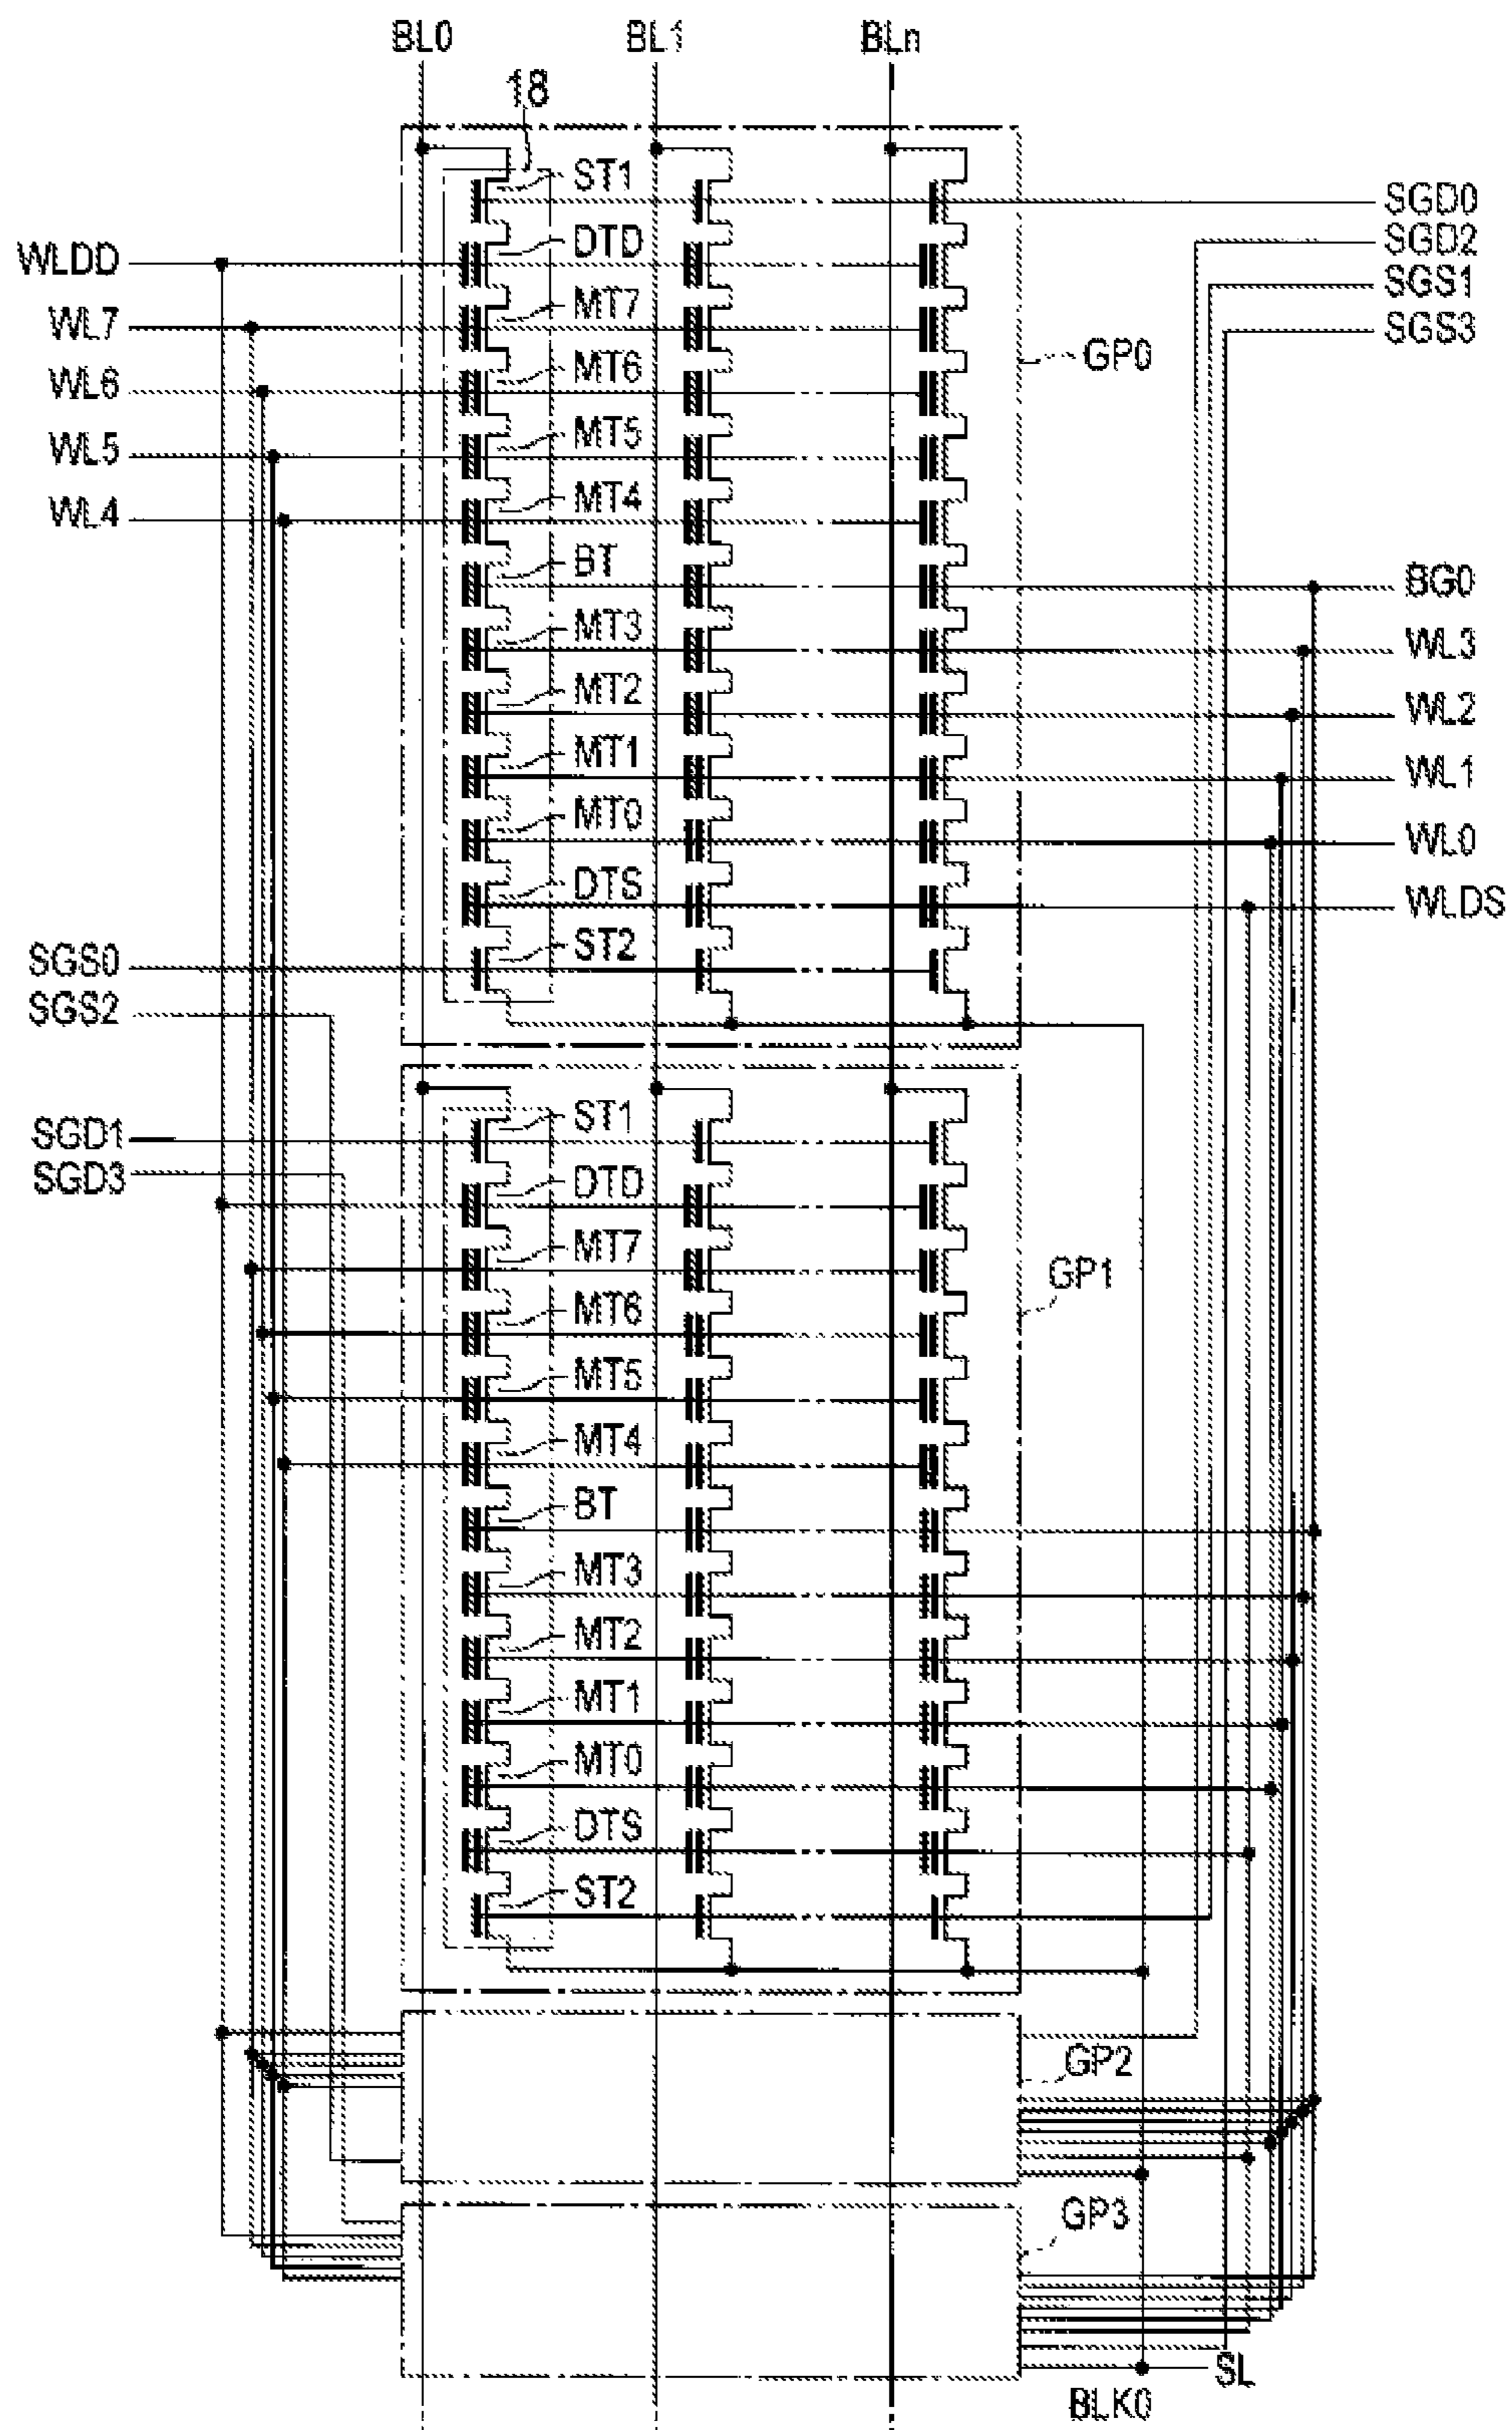 BL0 BL1 BLn
18
ST1
SGD0
DTD
SGD2
WLDD
SGS1
MT7
WL7
SGS3
GP0
MT6
WL6
MT5
WL5
MT4
WL4
BT
BG0
MT3
WL3
MT2
WL2
MT1
WL1
MT0
WL0
DTS
WLDS
ST2
SGS0
SGS2
ST1
SGD1
SGD3
DTD
MT7
GP1
MT6
MT5
MT4
BT
MT3
MT2
MT1
MT0
DTS
ST2
GP2
GP3
SL
BLK0